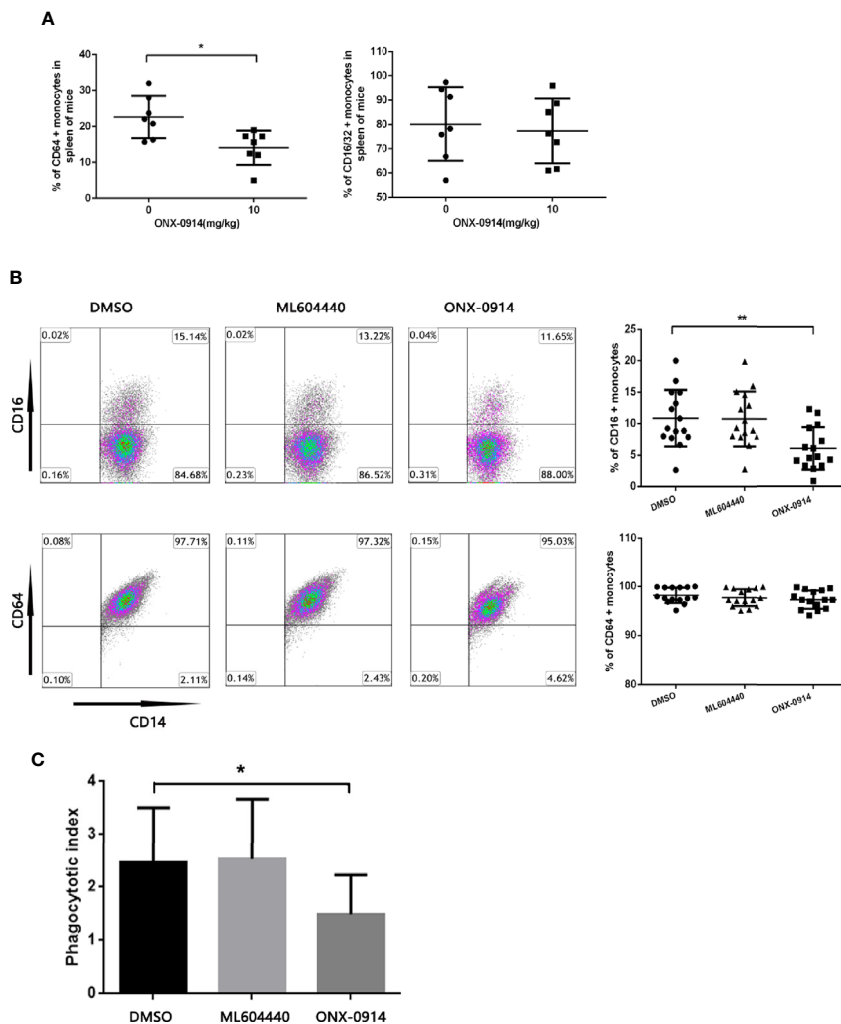 A
*
% of CD64 + monocytes in
spleen of mice
40
30
20
10
0
0
10
ONX-0914(mg/kg)
% of CD16/32 + monocytes in
spleen of mice
110
100
90
80
70
60
50
0
10
ONX-0914(mg/kg)
B
DMSO
ML604440
ONX-0914
CD16
0.02%
15.14%
0.16%
84.68%
0.02%
13.22%
0.23%
86.52%
0.04%
11.65%
0.31%
88.00%
**
% of CD16 + monocytes
25
20
15
10
5
0
DMSO
ML604440
ONX-0914
CD64
0.08%
97.71%
0.10%
2.11%
0.11%
97.32%
0.14%
2.43%
0.15%
95.03%
0.20%
4.62%
CD14
% of CD64 + monocytes
110
100
90
80
DMSO
ML604440
ONX-0914
C
*
Phagocytotic index
4
3
2
1
0
DMSO
ML604440
ONX-0914